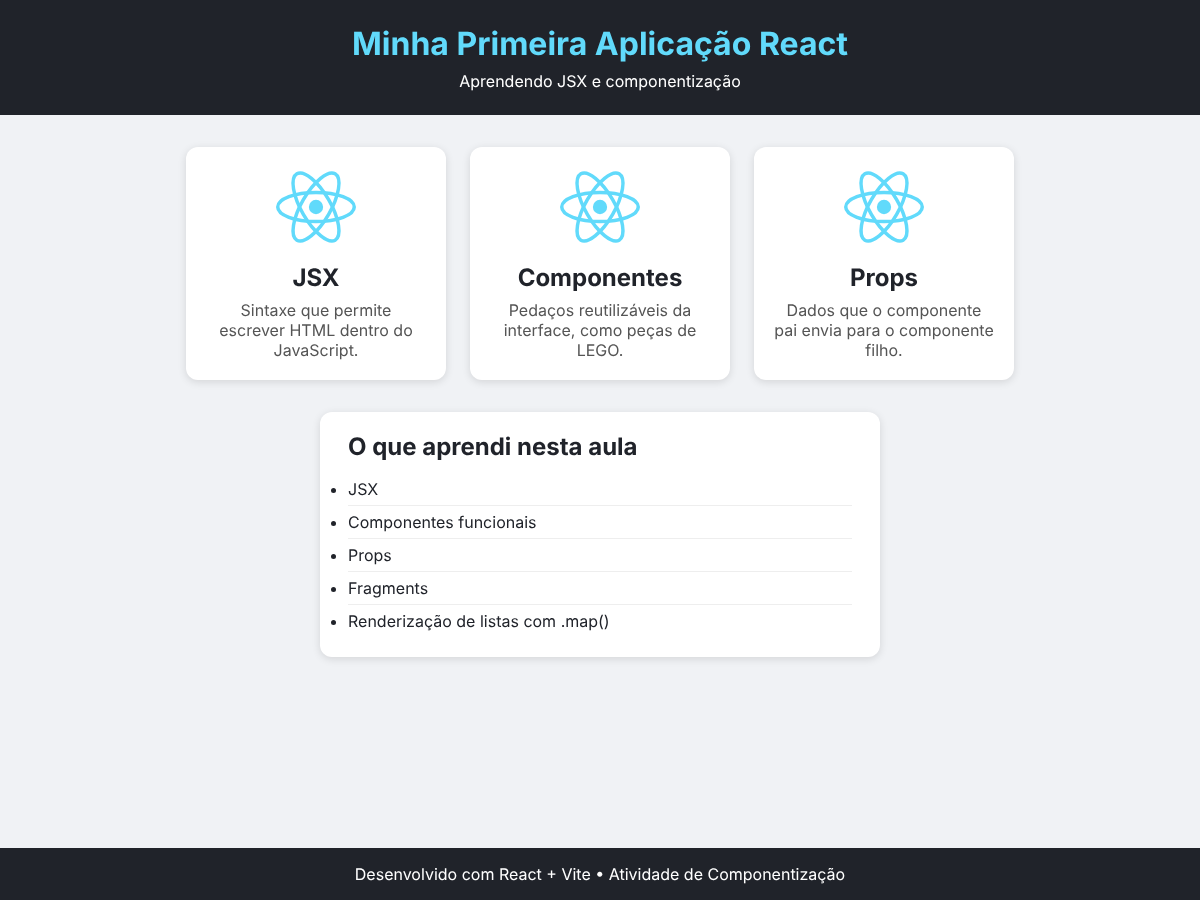 Minha Primeira Aplicação React
Aprendendo JSX e componentização
JSX
Sintaxe que permite
escrever HTML dentro do
JavaScript.
Componentes
Pedaços reutilizáveis da
interface, como peças de
LEGO.
Props
Dados que o componente
pai envia para o componente
filho.
O que aprendi nesta aula
• JSX
• Componentes funcionais
• Props
• Fragments
• Renderização de listas com .map()
Desenvolvido com React + Vite • Atividade de Componentização